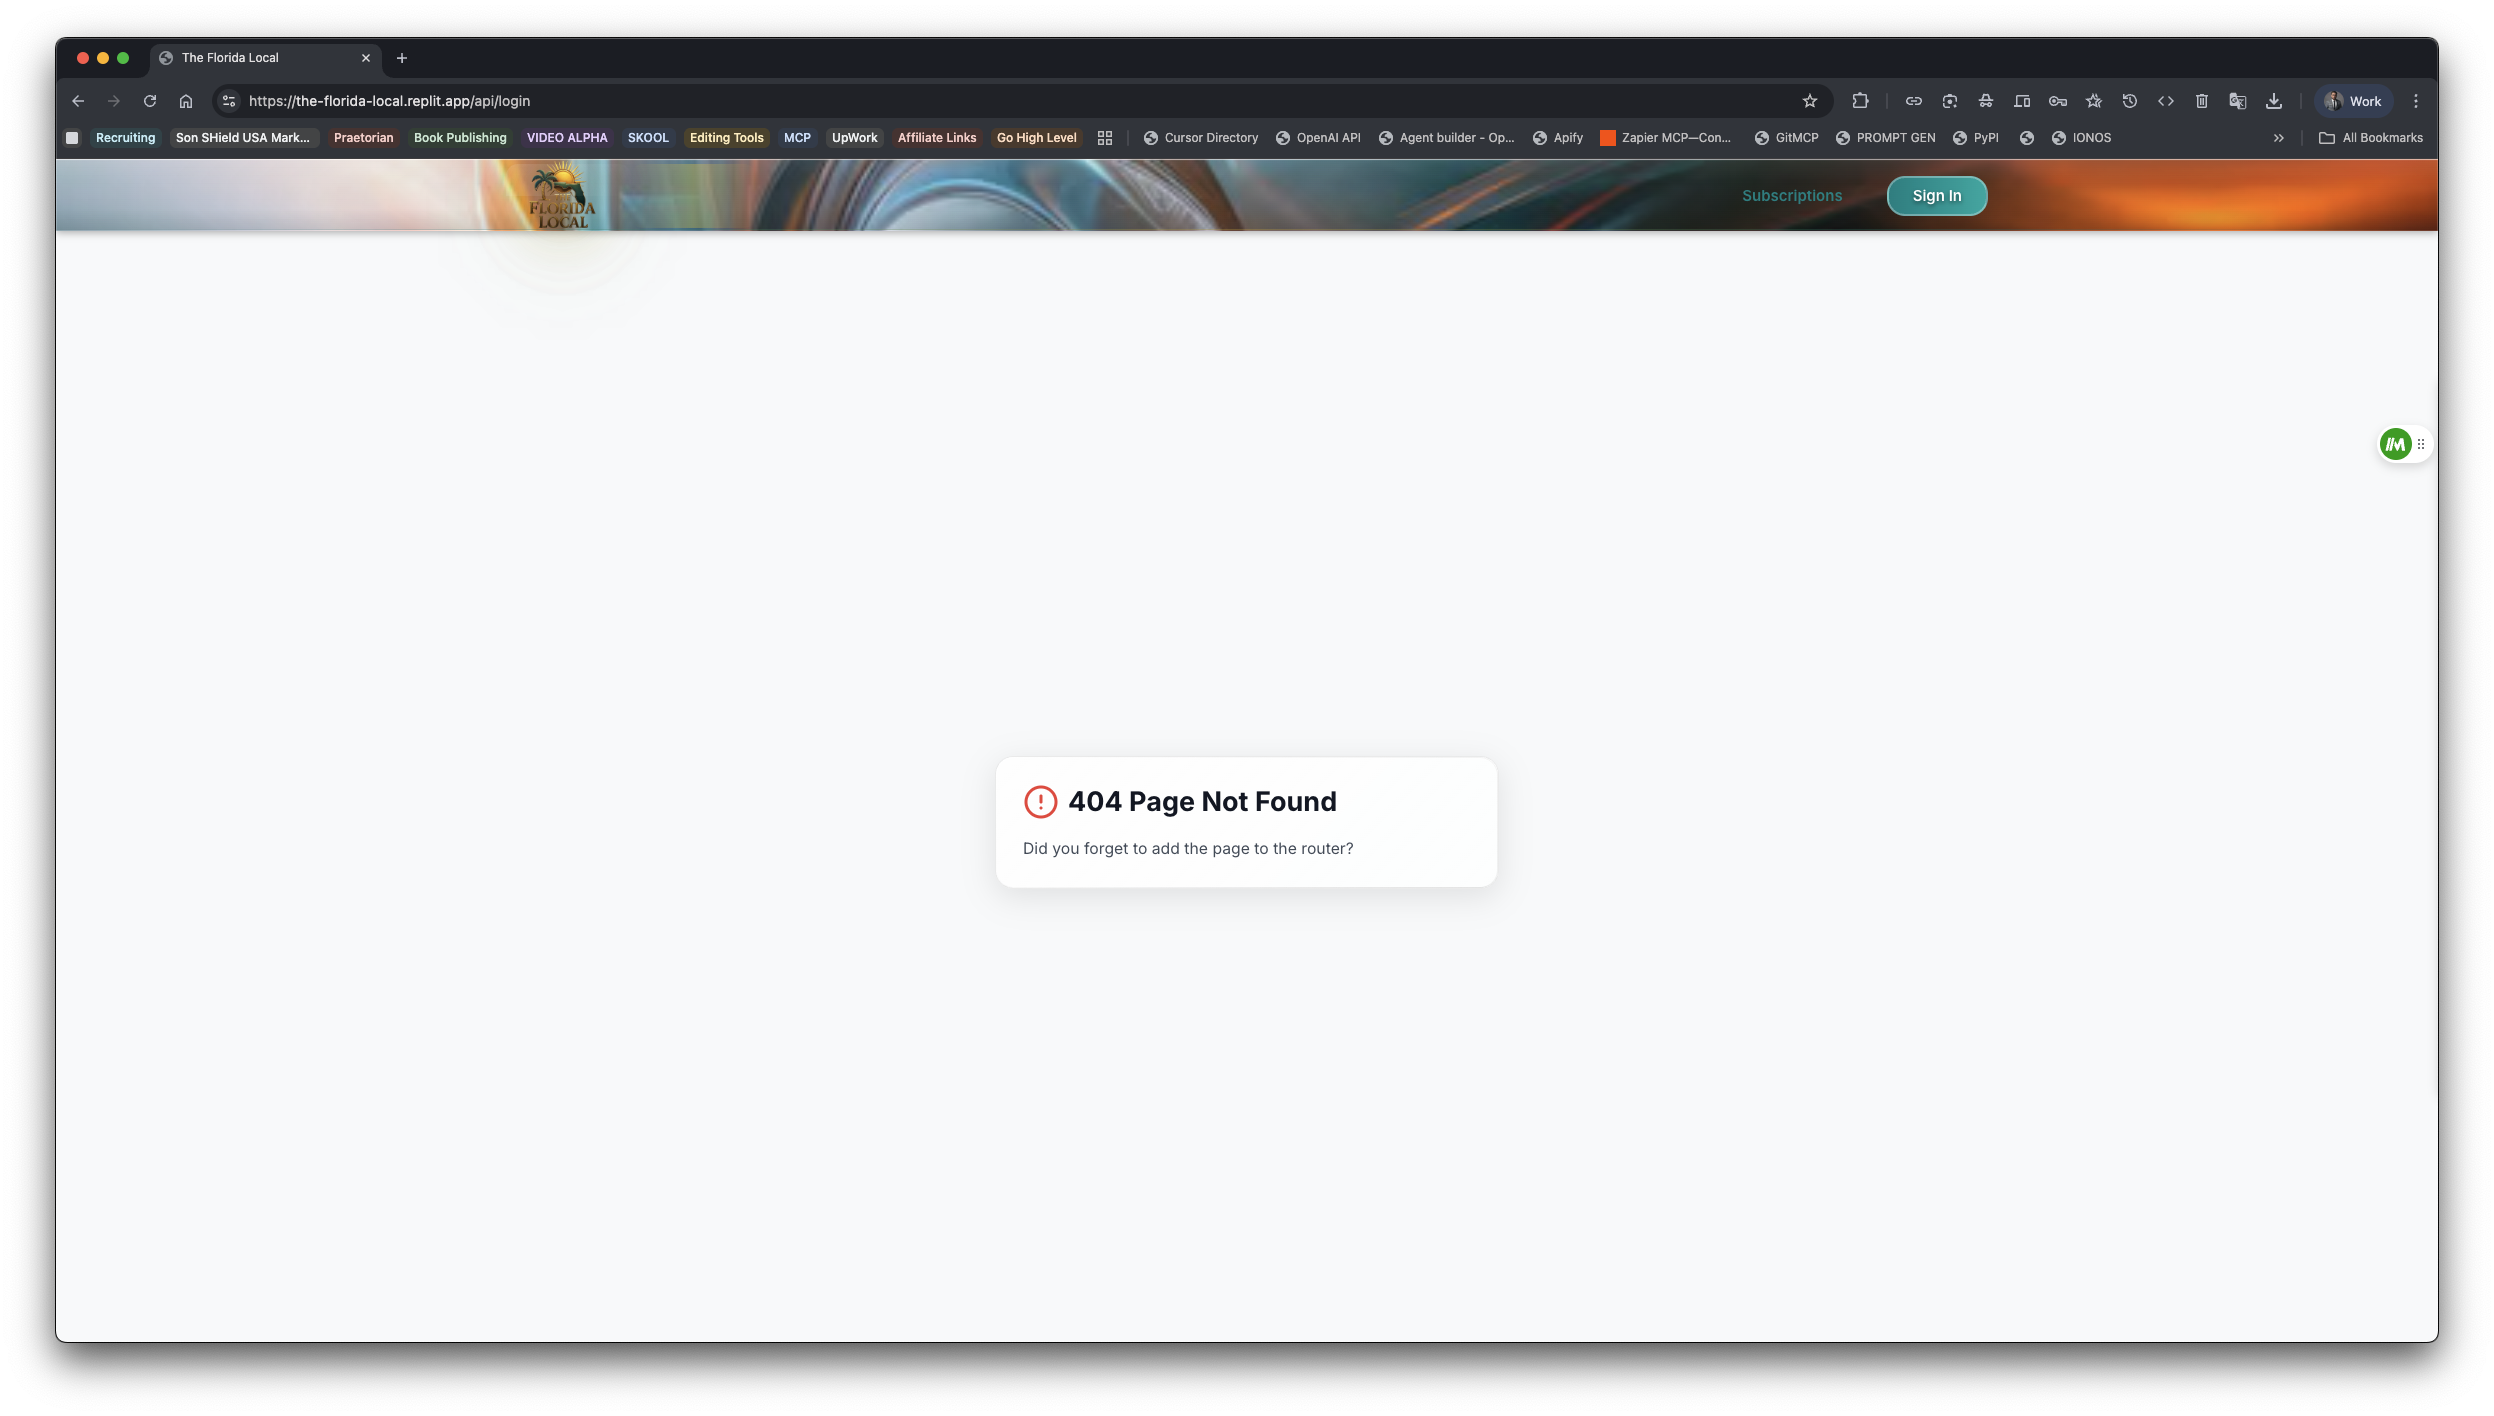 The Florida Local
https://the-florida-local.replit.app/api/login
Work
Recruiting Son SHield USA Mark... Praetorian Book Publishing VIDEO ALPHA SKOOL Editing Tools MCP UpWork Affiliate Links Go High Level Cursor Directory OpenAI API Agent builder - Op... Apify Zapier MCP—Con... GitMCP PROMPT GEN PyPI IONOS All Bookmarks
FLORIDA
LOCAL
Subscriptions
Sign In
404 Page Not Found
Did you forget to add the page to the router?